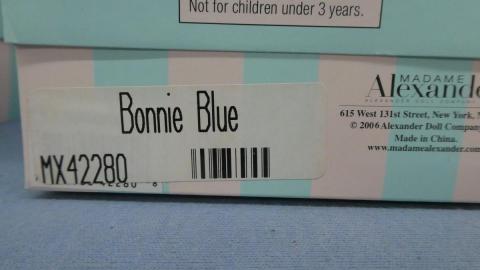 Not for children under 3 years.
Bonnie Blue
MX42280
MADAME
Alexander
ALEXANDER DOLL COMPANY
615 West 131st Street, New York,
© 2006 Alexander Doll Company
Made in China.
www.madamealexander.com